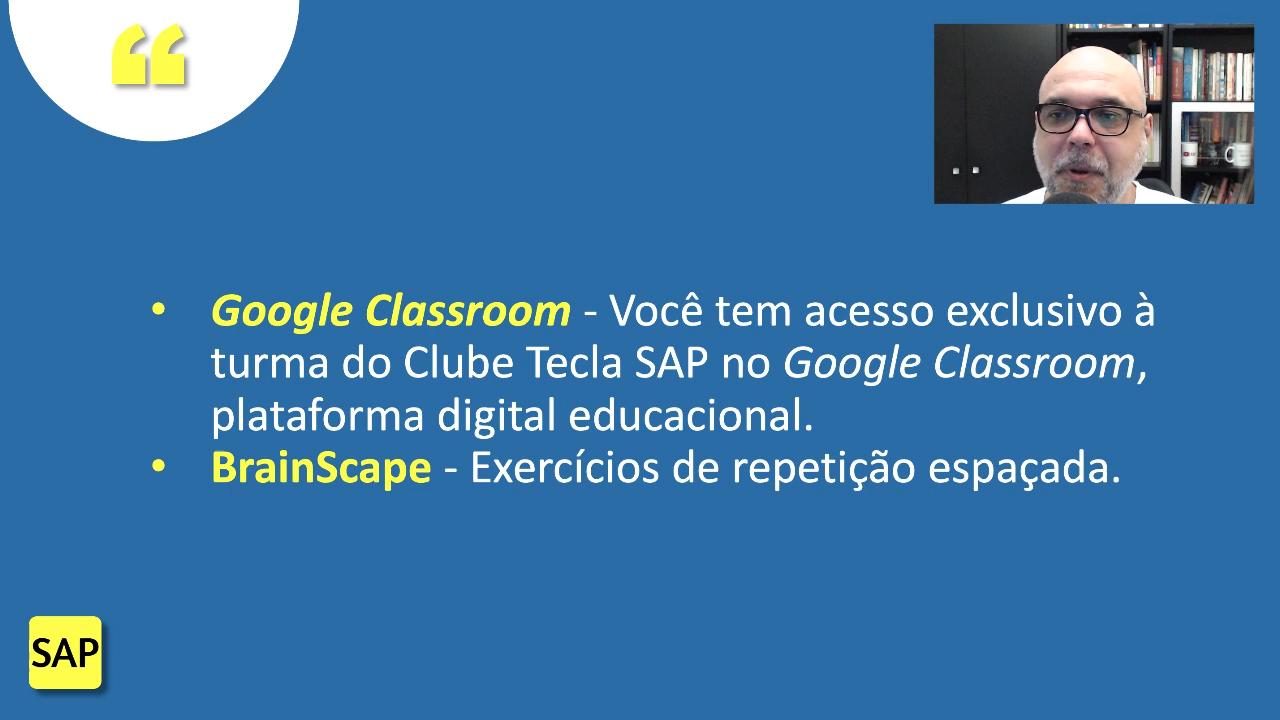 “
• Google Classroom - Você tem acesso exclusivo à
turma do Clube Tecla SAP no Google Classroom,
plataforma digital educacional.
• BrainScape - Exercícios de repetição espaçada.
SAP